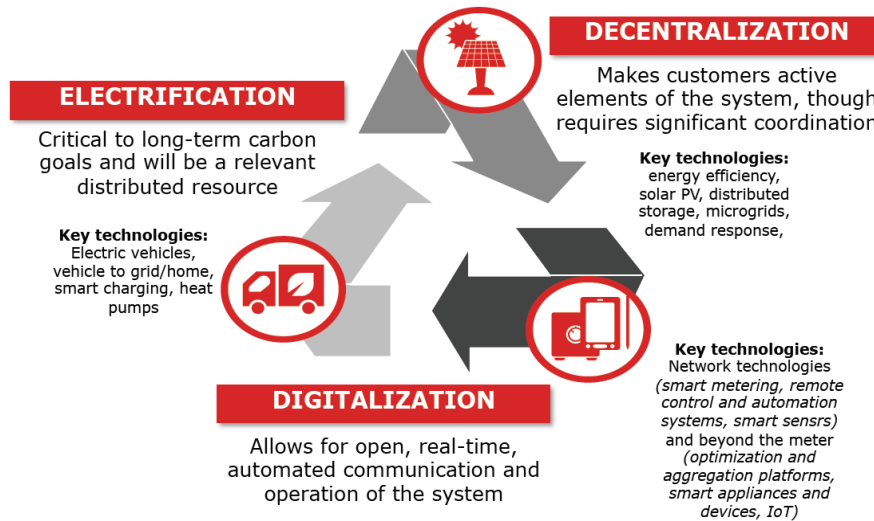 ELECTRIFICATION
Critical to long-term carbon
goals and will be a relevant
distributed resource
Key technologies:
Electric vehicles,
vehicle to grid/home,
smart charging, heat
pumps
DECENTRALIZATION
Makes customers active
elements of the system, though
requires significant coordination
Key technologies:
energy efficiency,
solar PV, distributed
storage, microgrids,
demand response,
DIGITALIZATION
Allows for open, real-time,
automated communication and
operation of the system
Key technologies:
Network technologies
(smart metering, remote
control and automation
systems, smart sensrs)
and beyond the meter
(optimization and
aggregation platforms,
smart appliances and
devices, IoT)